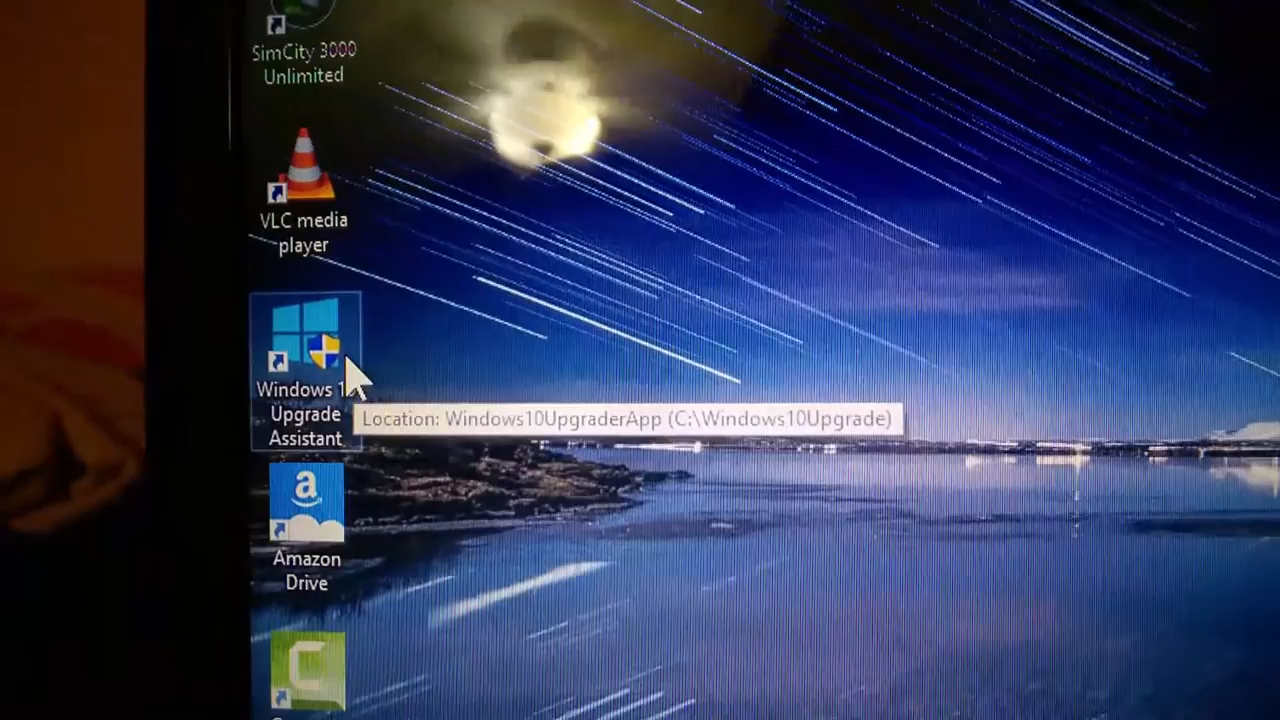 SimCity 3000
Unlimited
VLC media
player
Windows 1
Upgrade
Assistant
Location: Windows10UpgraderApp (C:\Windows10Upgrade)
a
Amazon
Drive
C